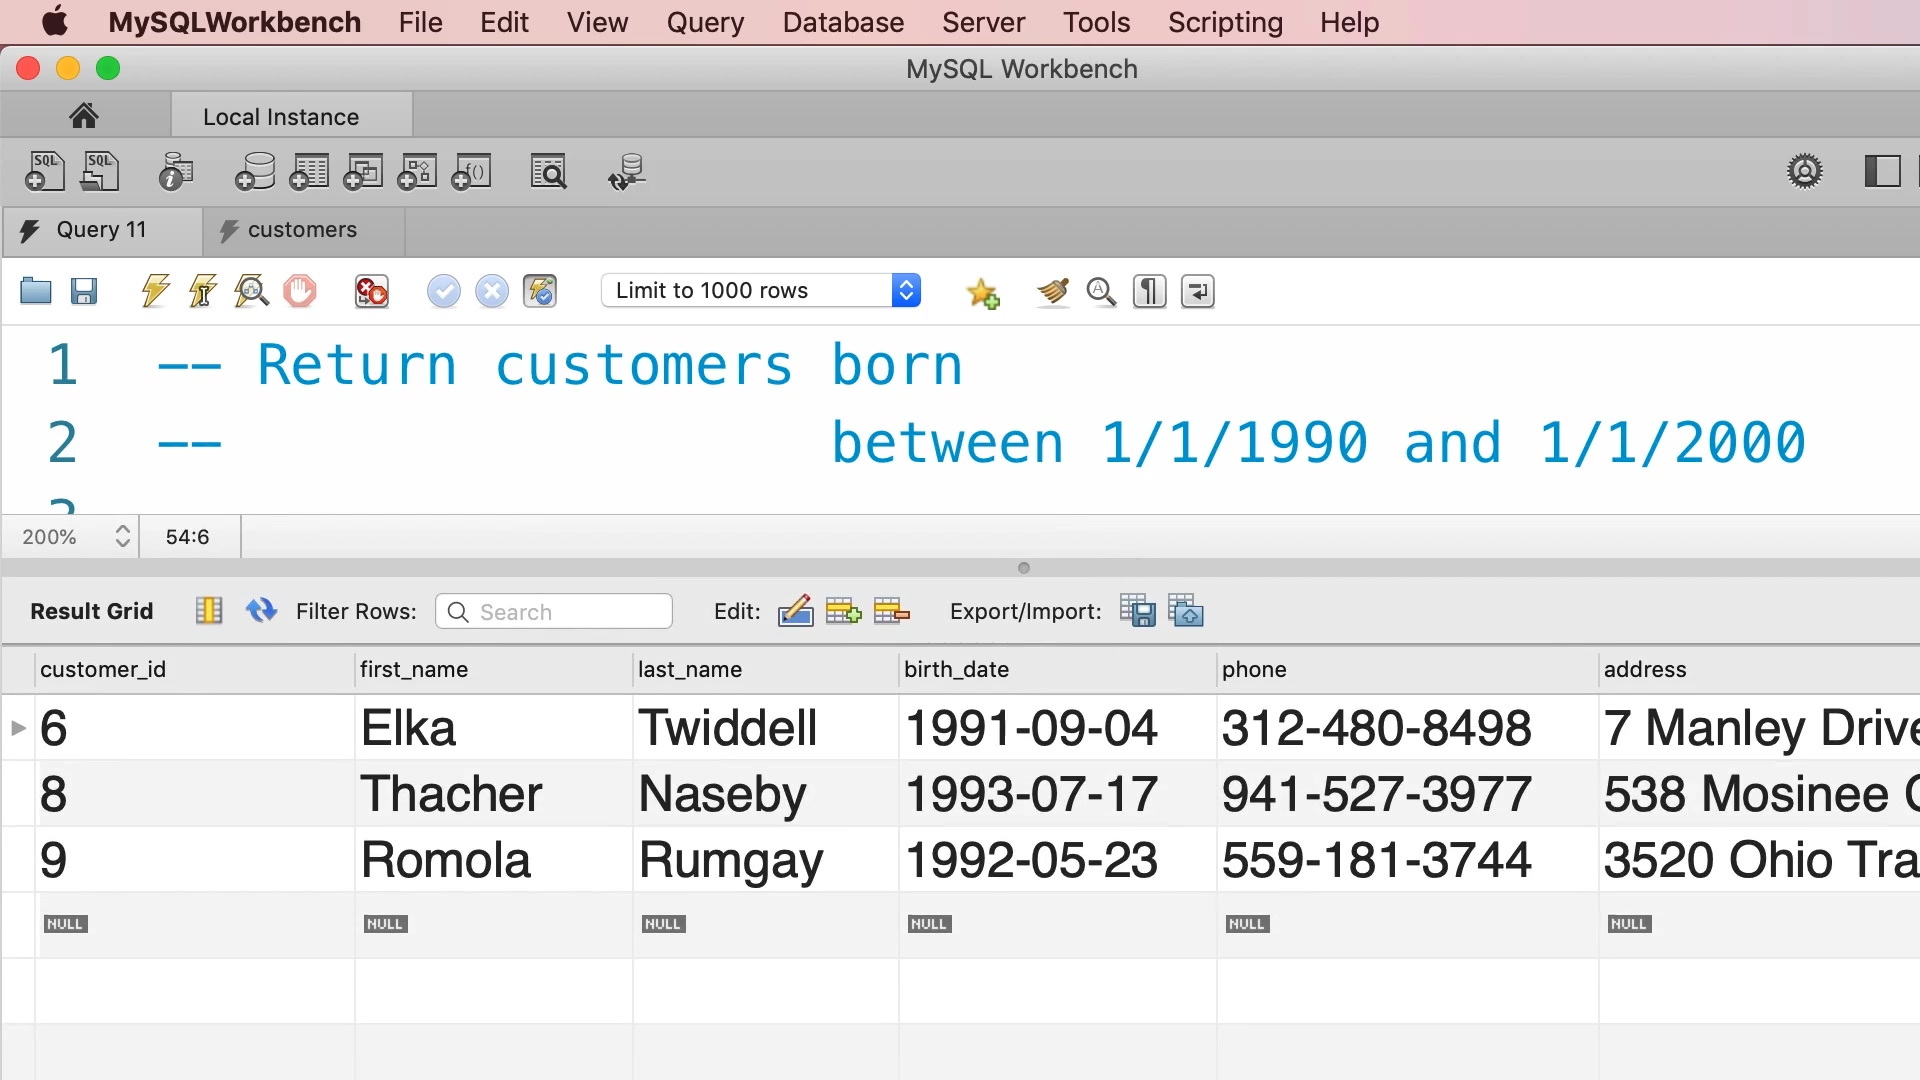 MySQLWorkbench File Edit View Query Database Server Tools Scripting Help
MySQL Workbench
Local Instance
SQL SQL
Query 11 customers
Limit to 1000 rows
1 -- Return customers born
2 -- between 1/1/1990 and 1/1/2000
200% 54:6
Result Grid Filter Rows: Search Edit: Export/Import:
customer_id first_name last_name birth_date phone address
6 Elka Twiddell 1991-09-04 312-480-8498 7 Manley Drive
8 Thacher Naseby 1993-07-17 941-527-3977 538 Mosinee
9 Romola Rumgay 1992-05-23 559-181-3744 3520 Ohio Tra
NULL NULL NULL NULL NULL NULL